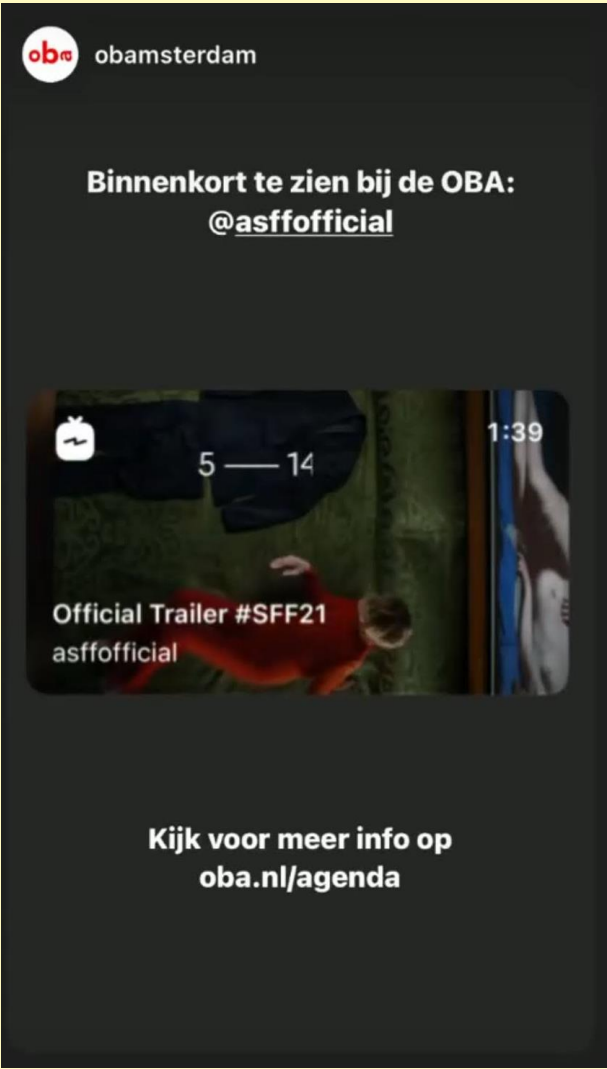 oba
obamsterdam
Binnenkort te zien bij de OBA:
@asffofficial
1:39
5 — 14
Official Trailer #SFF21
asffofficial
Kijk voor meer info op
oba.nl/agenda